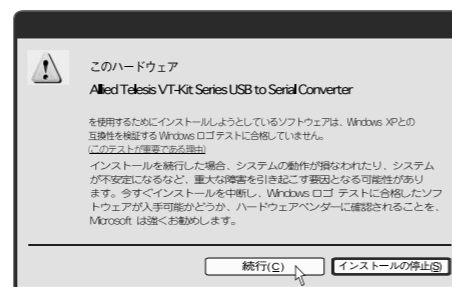 このハードウェア
Allied Telesis VT-Kit Series USB to Serial Converter
を使用するためにインストールしようとしているソフトウェアは、Windows XPとの
互換性を検証する Windows ロゴテストに合格していません。
(このテストが重要である理由)
インストールを続行した場合、システムの動作が損なわれたり、システム
が不安定になるなど、重大な障害を引き起こす要因となる可能性があり
ます。今すぐインストールを中断し、Windows ロゴ テストに合格したソフ
トウェアが入手可能かどうか、ハードウェアベンダーに確認されることを、
Microsoft は強くお勧めします。
続行(C)
インストールの停止(S)